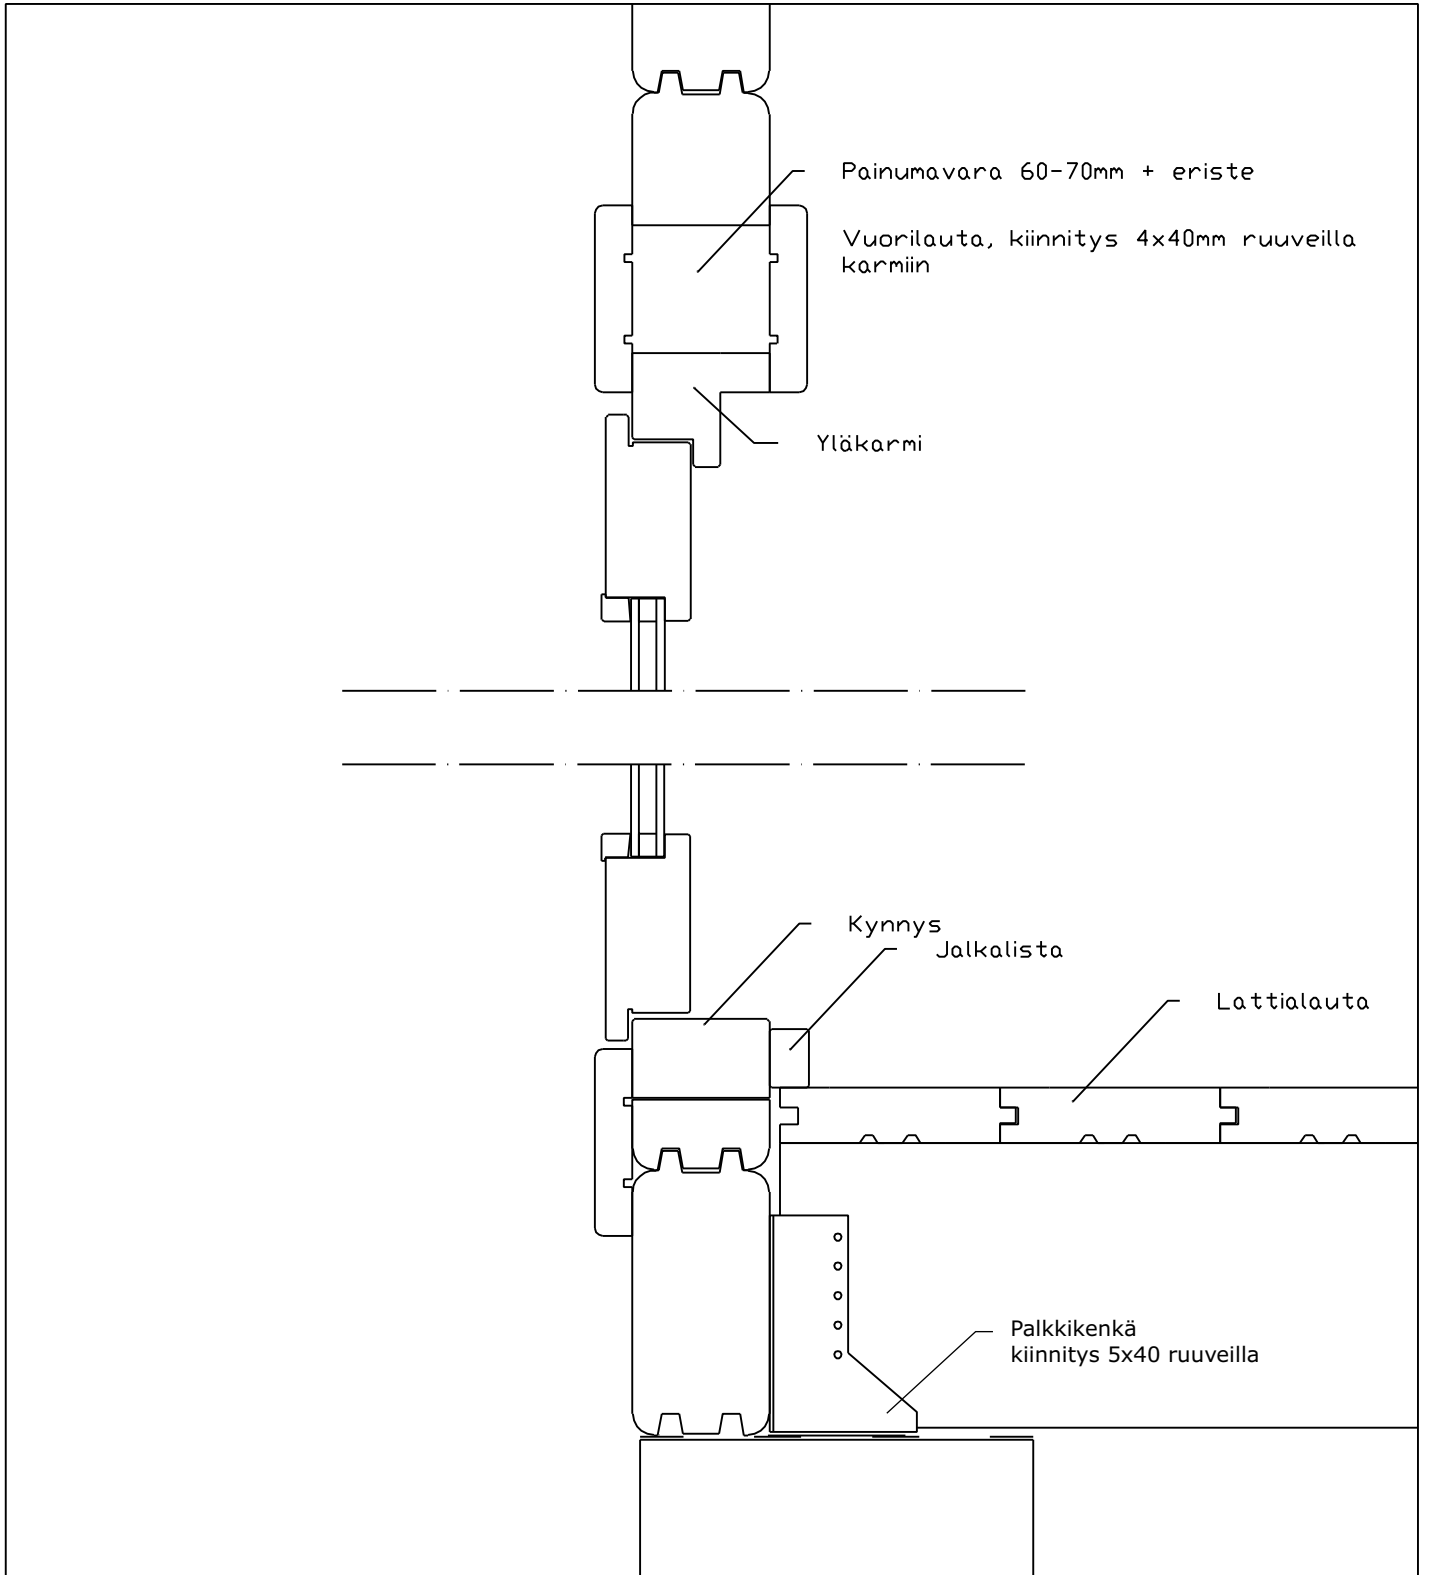 Painumavara 60-70mm + eriste
Vuorilauta, kiinnitys 4x40mm ruuveilla
karmiin
Yläkarmi
Kynnys
Jalkalista
Lattialauta
Palkkikenkä
kiinnitys 5x40 ruuveilla